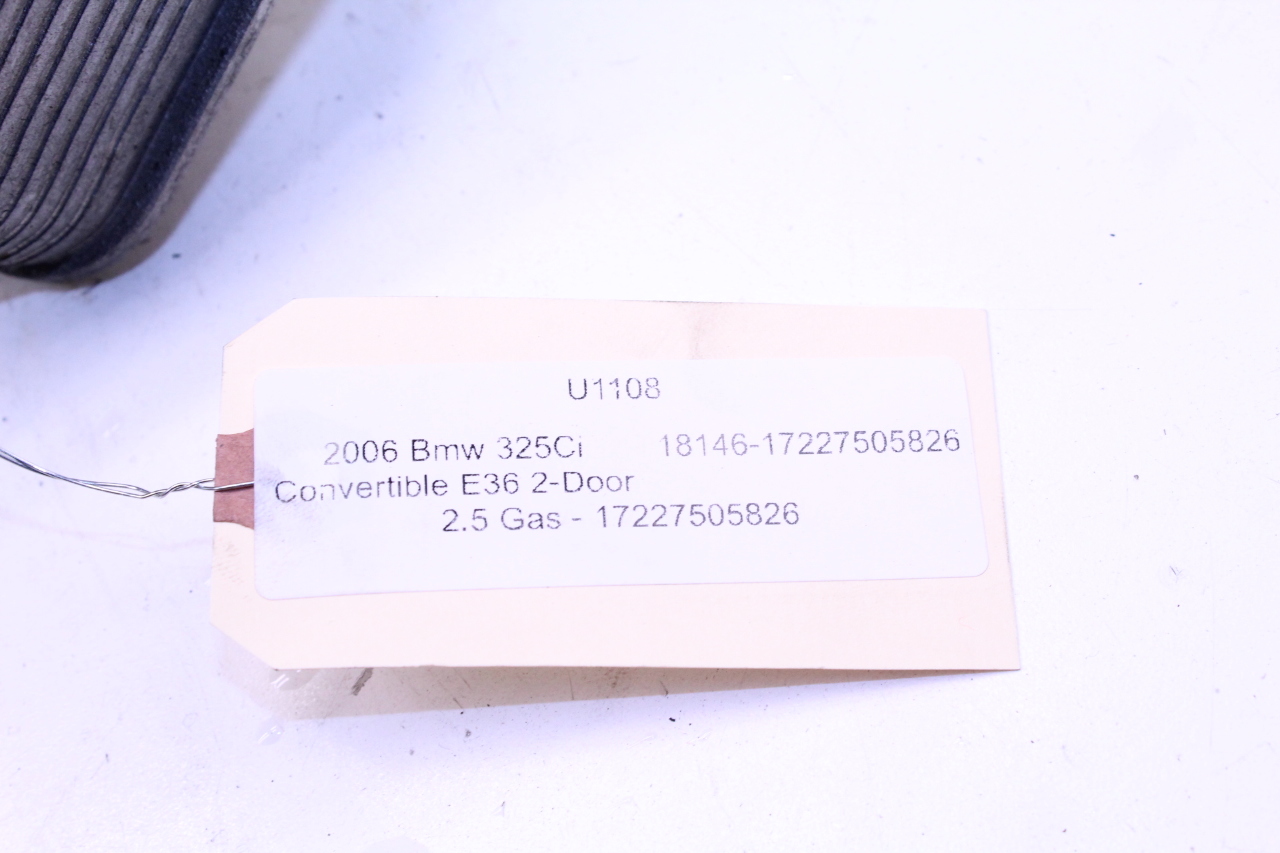 U1108
2006 Bmw 325Ci 18146-17227505826
Convertible E36 2-Door
2.5 Gas - 17227505826